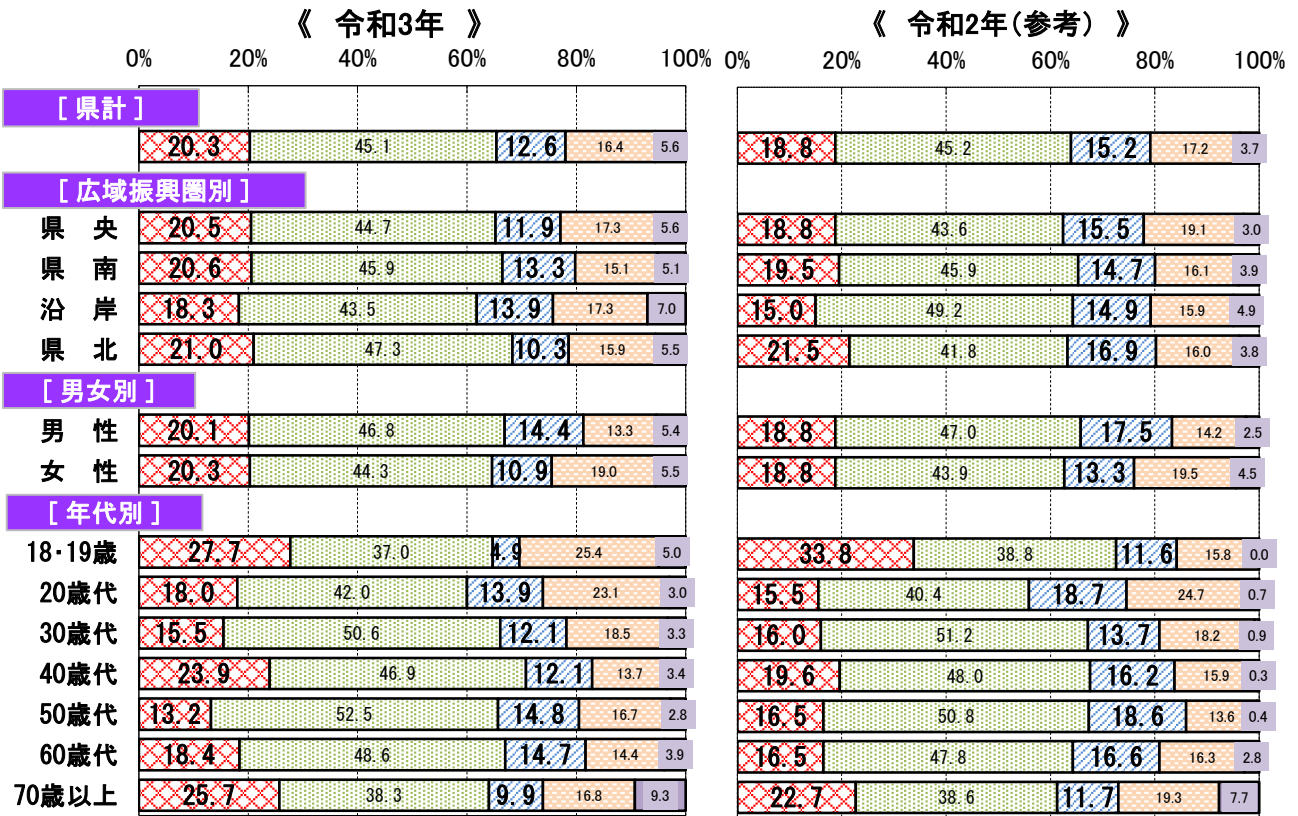 《 令和3年 》 《 令和2年(参考) 》
0% 20% 40% 60% 80% 100% 0% 20% 40% 60% 80% 100%
[ 県計 ]
20.3 45.1 12.6 16.4 5.6 18.8 45.2 15.2 17.2 3.7
[ 広域振興圏別 ]
県 央 20.5 44.7 11.9 17.3 5.6 18.8 43.6 15.5 19.1 3.0
県 南 20.6 45.9 13.3 15.1 5.1 19.5 45.9 14.7 16.1 3.9
沿 岸 18.3 43.5 13.9 17.3 7.0 15.0 49.2 14.9 15.9 4.9
県 北 21.0 47.3 10.3 15.9 5.5 21.5 41.8 16.9 16.0 3.8
[ 男女別 ]
男 性 20.1 46.8 14.4 13.3 5.4 18.8 47.0 17.5 14.2 2.5
女 性 20.3 44.3 10.9 19.0 5.5 18.8 43.9 13.3 19.5 4.5
[ 年代別 ]
18・19歳 27.7 37.0 4.9 25.4 5.0 33.8 38.8 11.6 15.8 0.0
20歳代 18.0 42.0 13.9 23.1 3.0 15.5 40.4 18.7 24.7 0.7
30歳代 15.5 50.6 12.1 18.5 3.3 16.0 51.2 13.7 18.2 0.9
40歳代 23.9 46.9 12.1 13.7 3.4 19.6 48.0 16.2 15.9 0.3
50歳代 13.2 52.5 14.8 16.7 2.8 16.5 50.8 18.6 13.6 0.4
60歳代 18.4 48.6 14.7 14.4 3.9 16.5 47.8 16.6 16.3 2.8
70歳以上 25.7 38.3 9.9 16.8 9.3 22.7 38.6 11.7 19.3 7.7